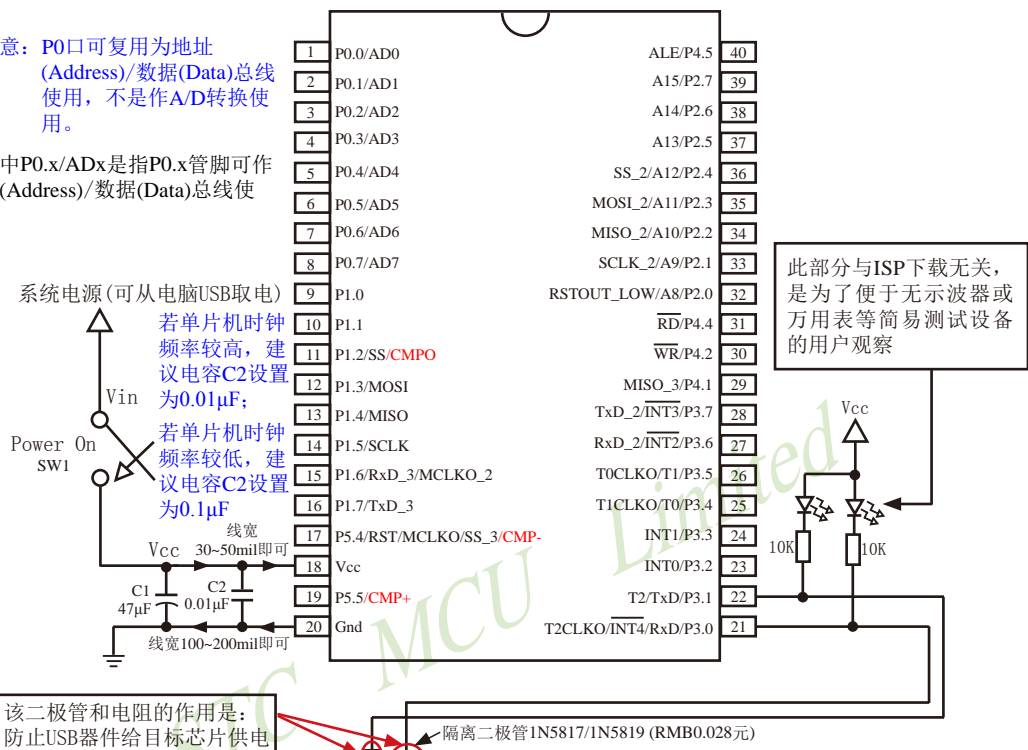 意：P0口可复用为地址
(Address)/数据(Data)总线
使用，不是作A/D转换使
用。
中P0.x/ADx是指P0.x管脚可作
(Address)/数据(Data)总线使
系统电源(可从电脑USB取电)
若单片机时钟
频率较高，建
议电容C2设置
为0.01μF;
若单片机时钟
频率较低，建
议电容C2设置
为0.1μF
Vin
Power On
SW1
线宽
30~50mil即可
Vcc
C1
47μF
C2
0.01μF
线宽100~200mil即可
1 P0.0/AD0
2 P0.1/AD1
3 P0.2/AD2
4 P0.3/AD3
5 P0.4/AD4
6 P0.5/AD5
7 P0.6/AD6
8 P0.7/AD7
9 P1.0
10 P1.1
11 P1.2/SS/CMPO
12 P1.3/MOSI
13 P1.4/MISO
14 P1.5/SCLK
15 P1.6/RxD_3/MCLKO_2
16 P1.7/TxD_3
17 P5.4/RST/MCLKO/SS_3/CMP-
18 Vcc
19 P5.5/CMP+
20 Gnd
ALE/P4.5 40
A15/P2.7 39
A14/P2.6 38
A13/P2.5 37
SS_2/A12/P2.4 36
MOSI_2/A11/P2.3 35
MISO_2/A10/P2.2 34
SCLK_2/A9/P2.1 33
RSTOUT_LOW/A8/P2.0 32
RD/P4.4 31
WR/P4.2 30
MISO_3/P4.1 29
TxD_2/INT3/P3.7 28
RxD_2/INT2/P3.6 27
T0CLKO/T1/P3.5 26
T1CLKO/T0/P3.4 25
INT1/P3.3 24
INT0/P3.2 23
T2/TxD/P3.1 22
T2CLKO/INT4/RxD/P3.0 21
此部分与ISP下载无关，
是为了便于无示波器或
万用表等简易测试设备
的用户观察
Vcc
10K
10K
STC MCU Limited
该二极管和电阻的作用是：
防止USB器件给目标芯片供电
隔离二极管1N5817/1N5819 (RMB0.028元)